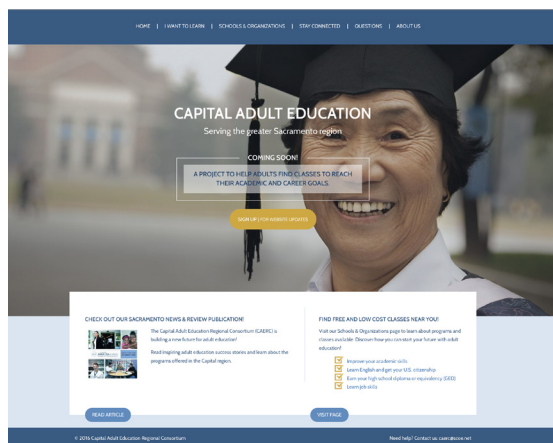 HOME | I WANT TO LEARN | SCHOOLS & ORGANIZATIONS | STAY CONNECTED | QUESTIONS | ABOUT US
CAPITAL ADULT EDUCATION
Serving the greater Sacramento region
COMING SOON!
A PROJECT TO HELP ADULTS FIND CLASSES TO REACH
THEIR ACADEMIC AND CAREER GOALS.
SIGN UP | FOR WEBSITE UPDATES
CHECK OUT OUR SACRAMENTO NEWS & REVIEW PUBLICATION!
The Capital Adult Education Regional Consortium (CAERC) is
building a new future for adult education!
Read inspiring adult education success stories and learn about the
programs offered in the Capital region.
READ ARTICLE
FIND FREE AND LOW COST CLASSES NEAR YOU!
Visit our Schools & Organizations page to learn about programs and
classes available. Discover how you can start your future with adult
education!
Improve your academic skills
Learn English and get your U.S. citizenship
Earn your high school diploma or equivalency (GED)
Learn job skills
VISIT PAGE
© 2016 Capital Adult Education Regional Consortium
Need help? Contact us: caerc@scoe.net